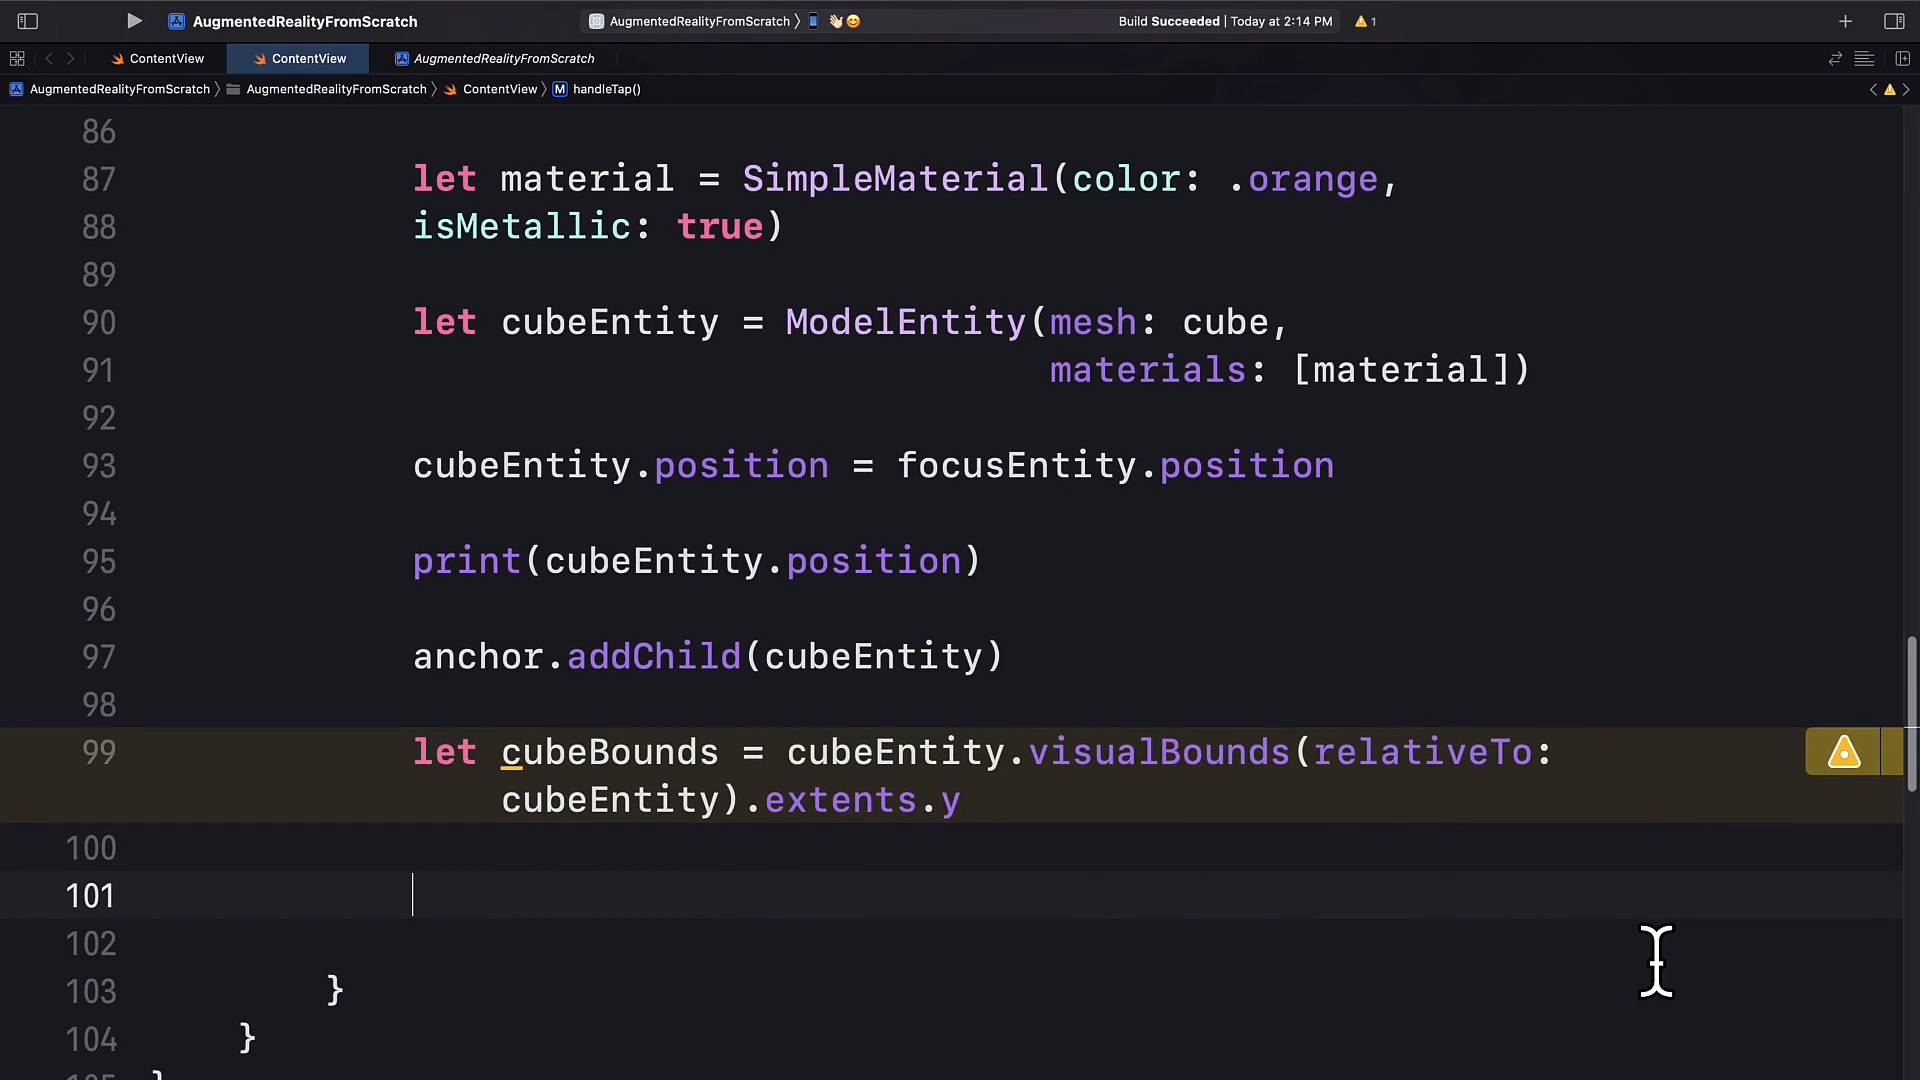 AugmentedRealityFromScratch
AugmentedRealityFromScratch 〉 👋🏻😊
Build Succeeded | Today at 2:14 PM
1
ContentView
ContentView
AugmentedRealityFromScratch
AugmentedRealityFromScratch 〉 AugmentedRealityFromScratch 〉 ContentView 〉 M handleTap()
86
87 let material = SimpleMaterial(color: .orange,
88 isMetallic: true)
89
90 let cubeEntity = ModelEntity(mesh: cube,
91 materials: [material])
92
93 cubeEntity.position = focusEntity.position
94
95 print(cubeEntity.position)
96
97 anchor.addChild(cubeEntity)
98
99 let cubeBounds = cubeEntity.visualBounds(relativeTo:
cubeEntity).extents.y
100
101
102
103 }
104 }